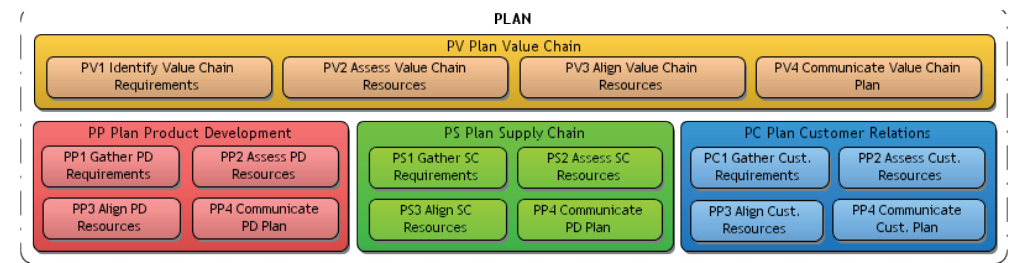 PLAN
PV Plan Value Chain
PV1 Identify Value Chain
Requirements
PV2 Assess Value Chain
Resources
PV3 Align Value Chain
Resources
PV4 Communicate Value Chain
Plan
PP Plan Product Development
PP1 Gather PD
Requirements
PP2 Assess PD
Resources
PP3 Align PD
Resources
PP4 Communicate
PD Plan
PS Plan Supply Chain
PS1 Gather SC
Requirements
PS2 Assess SC
Resources
PS3 Align SC
Resources
PP4 Communicate
PD Plan
PC Plan Customer Relations
PC1 Gather Cust.
Requirements
PP2 Assess Cust.
Resources
PP3 Align Cust.
Resources
PP4 Communicate
Cust. Plan